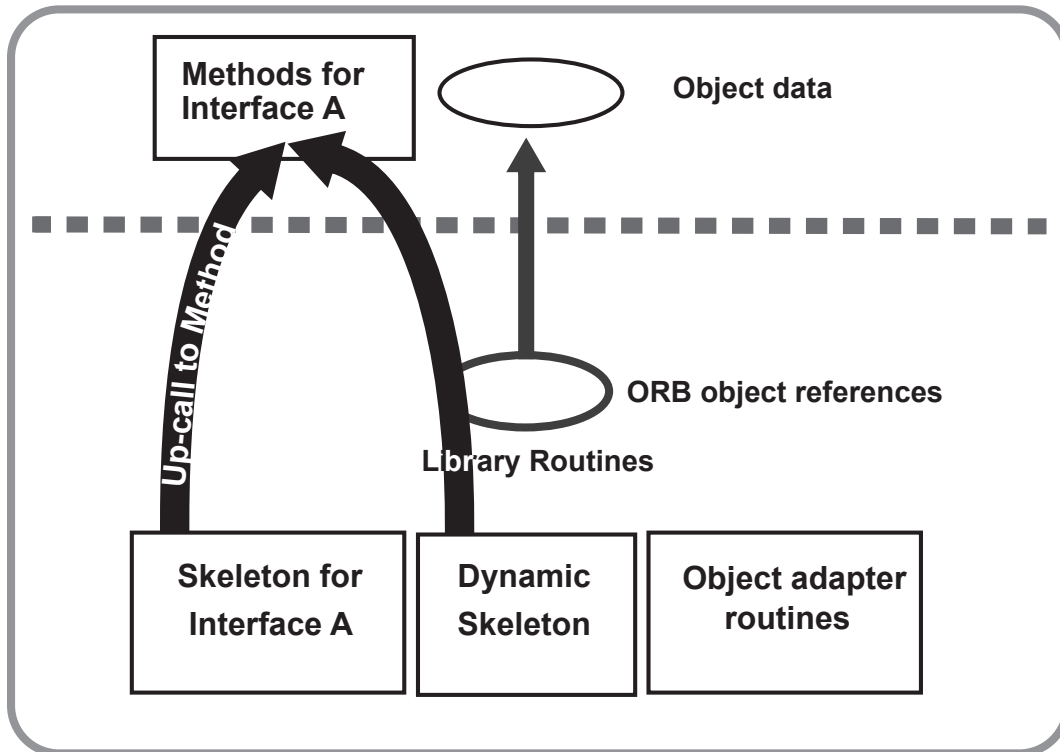 Methods for
Interface A
Object data
Up-call to Method
ORB object references
Library Routines
Skeleton for
Interface A
Dynamic
Skeleton
Object adapter
routines